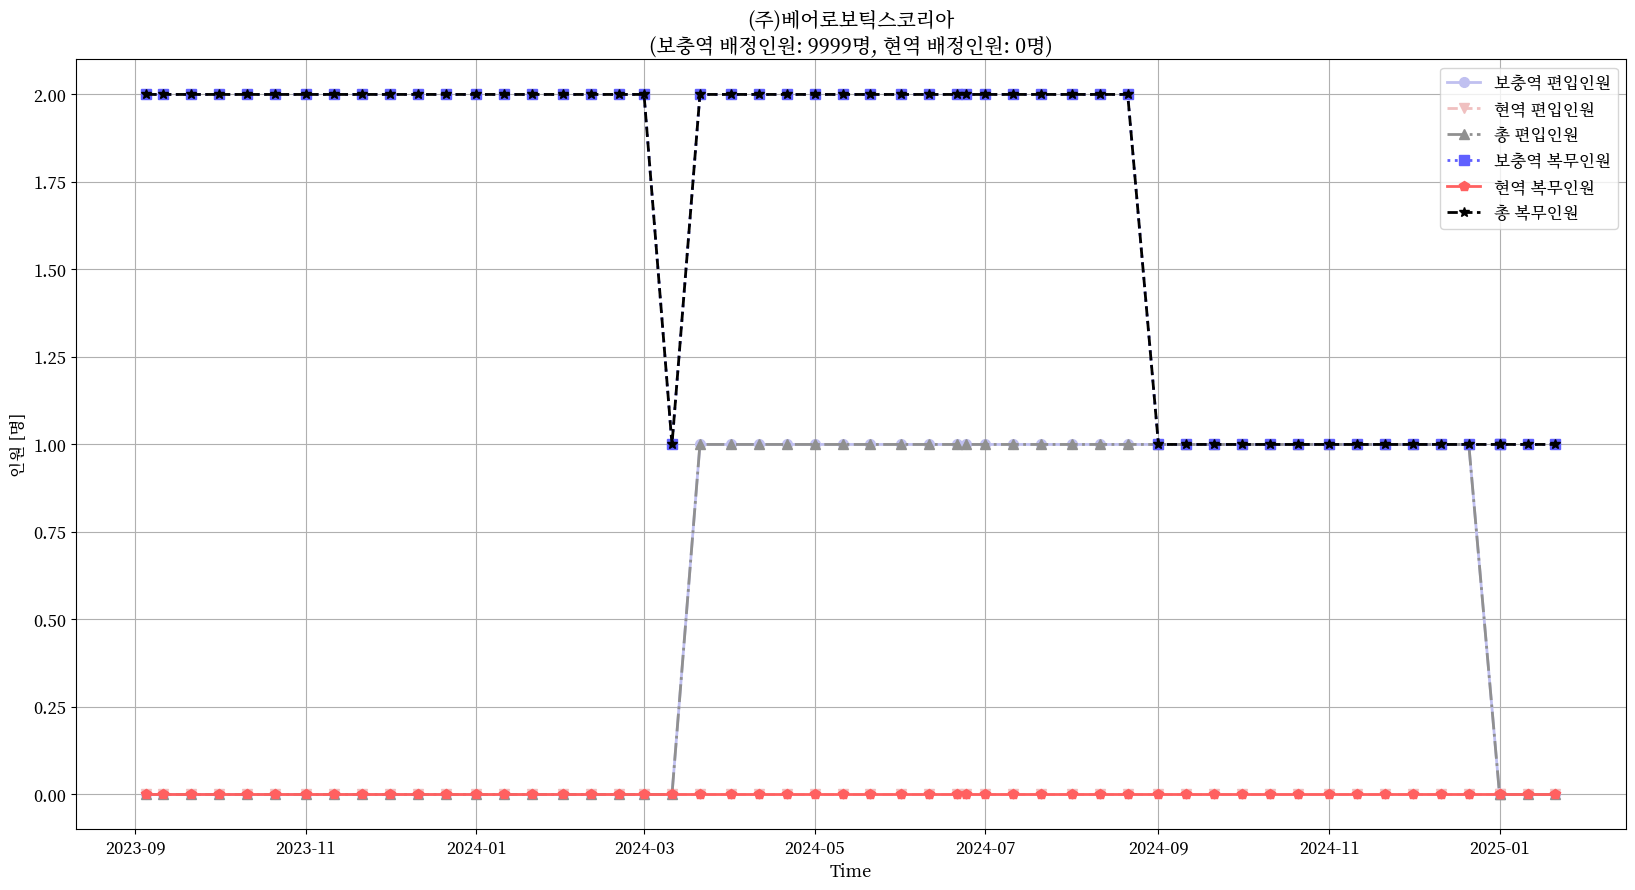 (주)베어로보틱스코리아
(보충역 배정인원: 9999명, 현역 배정인원: 0명)
보충역 편입인원
현역 편입인원
총 편입인원
보충역 복무인원
현역 복무인원
총 복무인원
인원 [명]
2.00
1.75
1.50
1.25
1.00
0.75
0.50
0.25
0.00
2023-09 2023-11 2024-01 2024-03 2024-05 2024-07 2024-09 2024-11 2025-01
Time